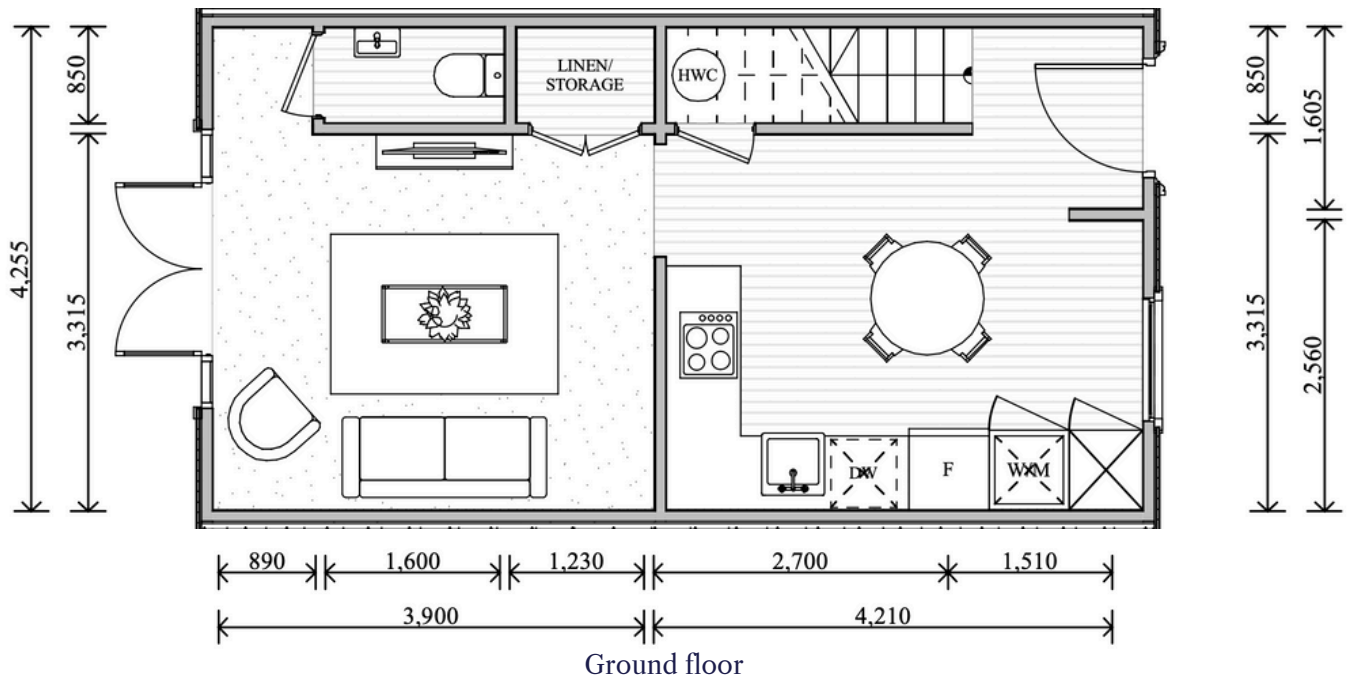 850
4,255
3,315
HWC
LINEN/
STORAGE
850
1,605
3,315
2,560
DW
F
WM
890
1,600
1,230
2,700
1,510
3,900
4,210
Ground floor